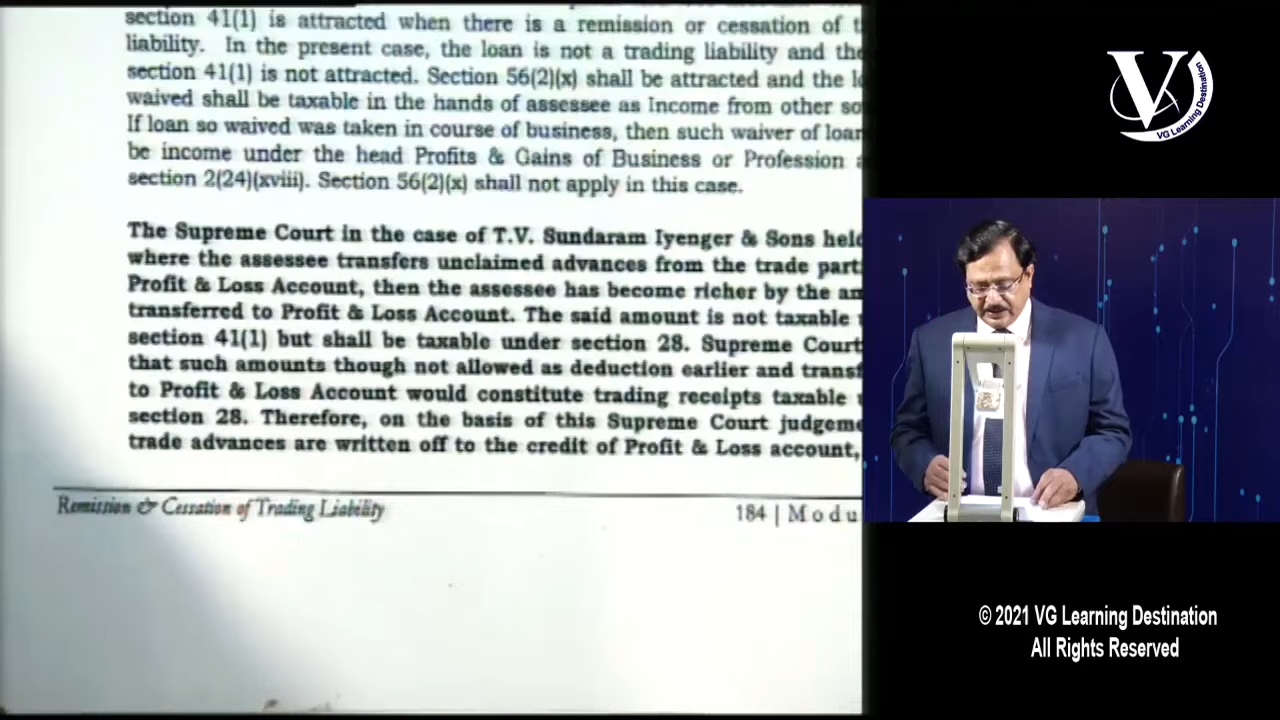 section 41(1) is attracted when there is a remission or cessation of t
liability. In the present case, the loan is not a trading liability and the
section 41(1) is not attracted. Section 56(2)(x) shall be attracted and the l
waived shall be taxable in the hands of assessee as Income from other so
If loan so waived was taken in course of business, then such waiver of loan
be income under the head Profits & Gains of Business or Profession a
section 2(24)(xviii). Section 56(2)(x) shall not apply in this case.
The Supreme Court in the case of T.V. Sundaram Iyenger & Sons held
where the assessee transfers unclaimed advances from the trade part
Profit & Loss Account, then the assessee has become richer by the am
transferred to Profit & Loss Account. The said amount is not taxable
section 41(1) but shall be taxable under section 28. Supreme Court
that such amounts though not allowed as deduction earlier and transf
to Profit & Loss Account would constitute trading receipts taxable
section 28. Therefore, on the basis of this Supreme Court judgeme
trade advances are written off to the credit of Profit & Loss account,
Remission & Cessation of Trading Liability
184 | Modu
V
VG Learning Destination
© 2021 VG Learning Destination
All Rights Reserved